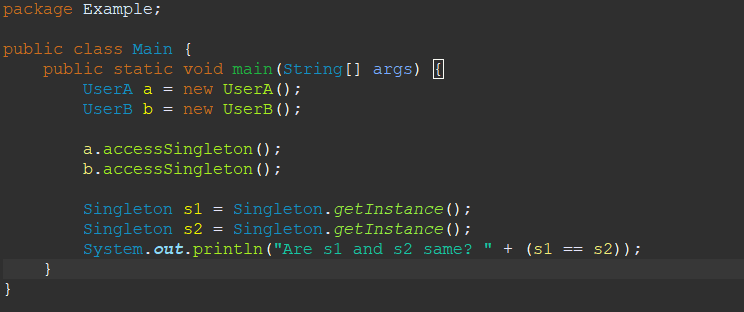 package Example;
public class Main {
    public static void main(String[] args) {
        UserA a = new UserA();
        UserB b = new UserB();
        a.accessSingleton();
        b.accessSingleton();
        Singleton s1 = Singleton.getInstance();
        Singleton s2 = Singleton.getInstance();
        System.out.println("Are s1 and s2 same? " + (s1 == s2));
    }
}